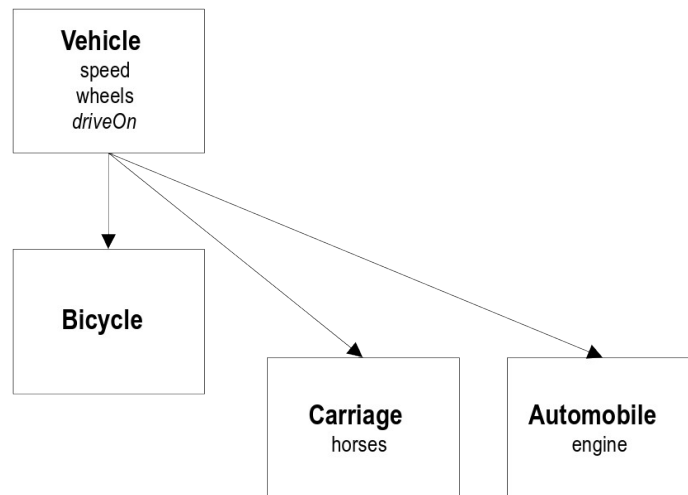 Vehicle
speed
wheels
driveOn
Bicycle
Carriage
horses
Automobile
engine